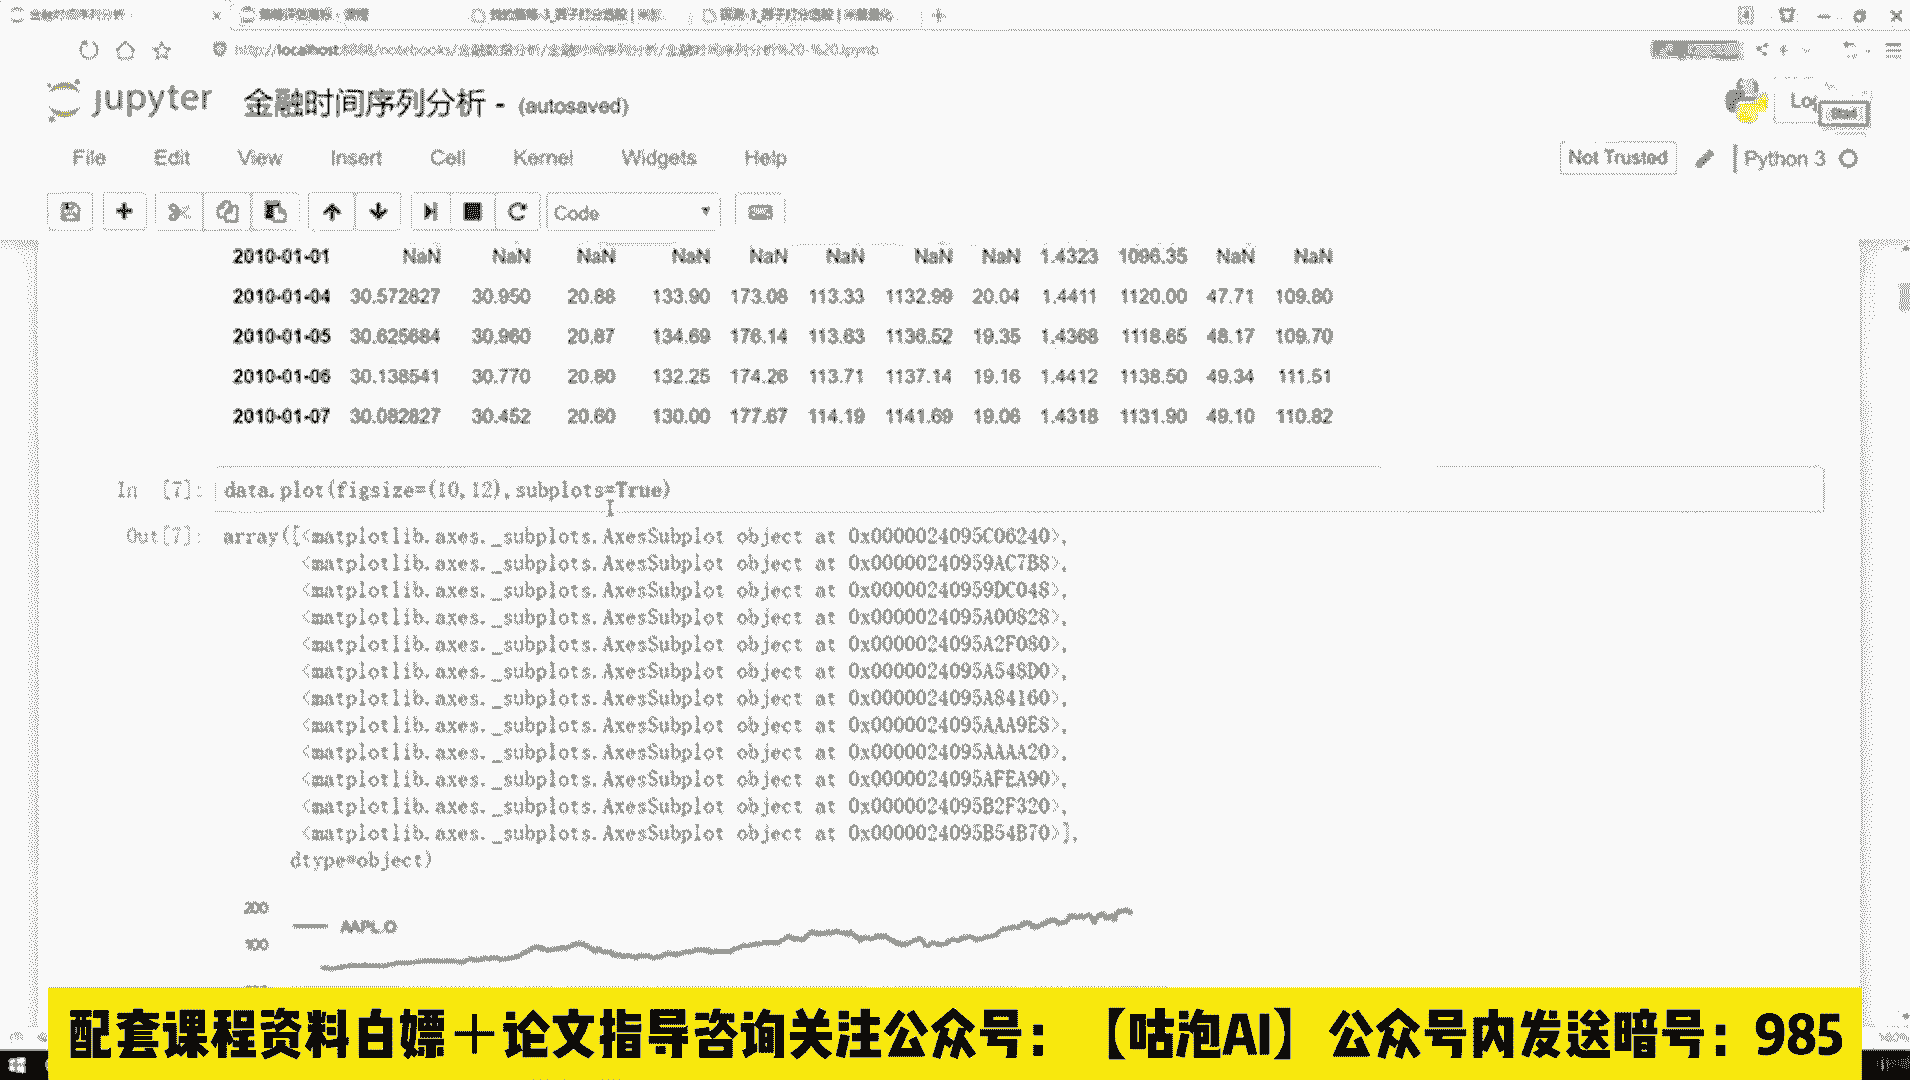 jupyter 金融时间序列分析 - (autosaved)
File Edit View Insert Cell Kernel Widgets Help
Not Trusted Python 3
Code
2010-01-01 NaN NaN NaN NaN NaN NaN NaN NaN 1.4323 1096.35 NaN NaN
2010-01-04 30.572827 30.950 20.88 133.90 173.08 113.33 1132.99 20.04 1.4411 1120.00 47.71 109.80
2010-01-05 30.625684 30.960 20.87 134.69 176.14 113.63 1136.52 19.35 1.4368 1118.65 48.17 109.70
2010-01-06 30.138541 30.770 20.80 132.25 174.26 113.71 1137.14 19.16 1.4412 1138.50 49.34 111.51
2010-01-07 30.082827 30.452 20.60 130.00 177.67 114.19 1141.69 19.06 1.4318 1131.90 49.10 110.82
In [7]: data.plot(figsize=(10,12),subplots=True)
Out[7]: array([<matplotlib.axes._subplots.AxesSubplot object at 0x0000024095C06240>,
<matplotlib.axes._subplots.AxesSubplot object at 0x00000240959AC7B8>,
<matplotlib.axes._subplots.AxesSubplot object at 0x00000240959DC048>,
<matplotlib.axes._subplots.AxesSubplot object at 0x0000024095A00828>,
<matplotlib.axes._subplots.AxesSubplot object at 0x0000024095A2F080>,
<matplotlib.axes._subplots.AxesSubplot object at 0x0000024095A548D0>,
<matplotlib.axes._subplots.AxesSubplot object at 0x0000024095A84160>,
<matplotlib.axes._subplots.AxesSubplot object at 0x0000024095AAA9E8>,
<matplotlib.axes._subplots.AxesSubplot object at 0x0000024095AAAA20>,
<matplotlib.axes._subplots.AxesSubplot object at 0x0000024095AFEA90>,
<matplotlib.axes._subplots.AxesSubplot object at 0x0000024095B2F320>,
<matplotlib.axes._subplots.AxesSubplot object at 0x0000024095B54B70>],
dtype=object)
200
AAPL.O
100
配套课程资料白嫖＋论文指导咨询关注公众号：【咕泡AI】公众号内发送暗号：985